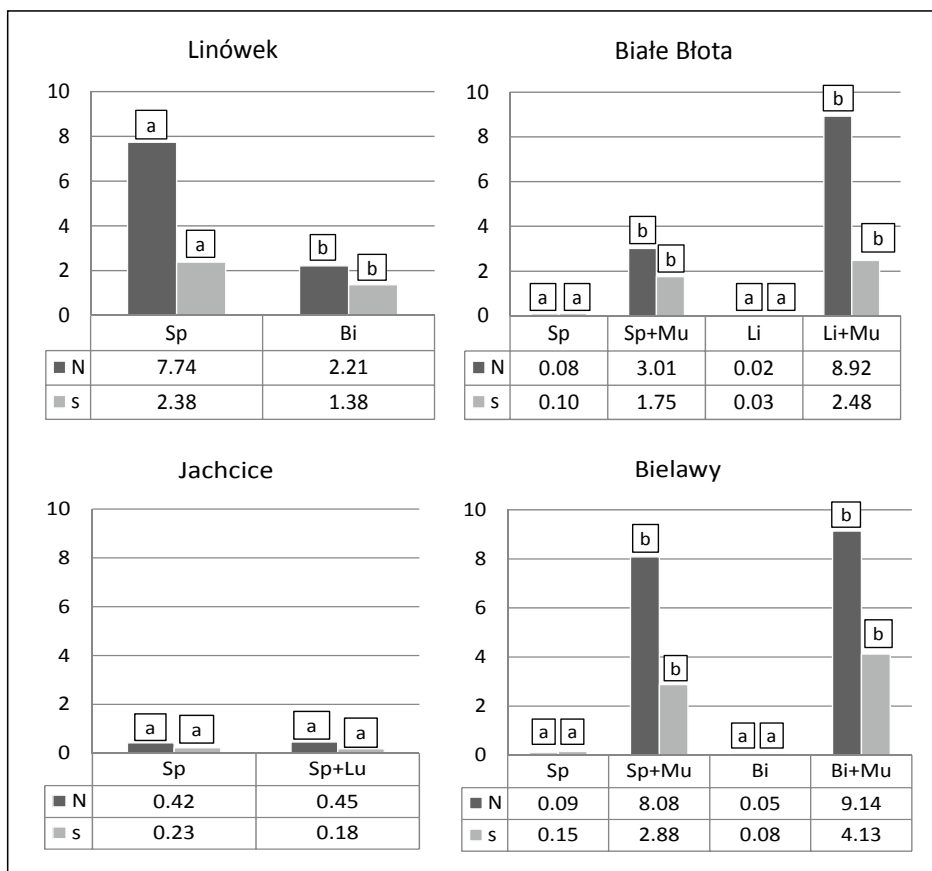 Linówek
10
8
6
4
2
0
a
a
b
b
Sp Bi
N 7.74 2.21
s 2.38 1.38
Białe Błota
10
8
6
4
2
0
a a b b a a b b
Sp Sp+Mu Li Li+Mu
N 0.08 3.01 0.02 8.92
s 0.10 1.75 0.03 2.48
Jachcice
10
8
6
4
2
0
a a a a
Sp Sp+Lu
N 0.42 0.45
s 0.23 0.18
Bielawy
10
8
6
4
2
0
a a b b a a b b
Sp Sp+Mu Bi Bi+Mu
N 0.09 8.08 0.05 9.14
s 0.15 2.88 0.08 4.13